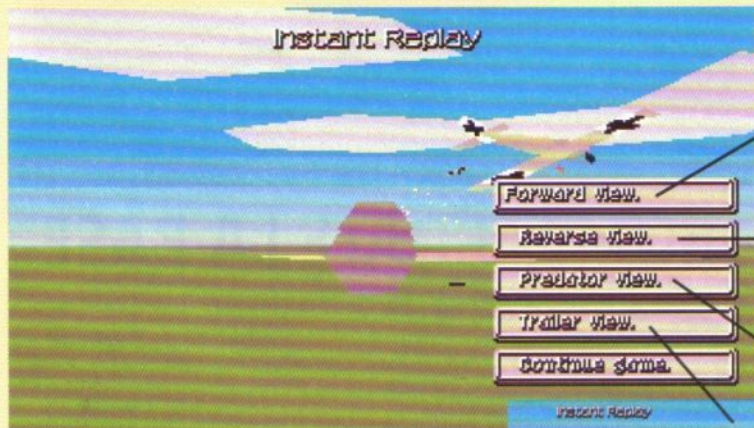 Instant Replay
Forward view.
Reverse view.
Predator view.
Trailer view.
Continue game.
Instant Replay